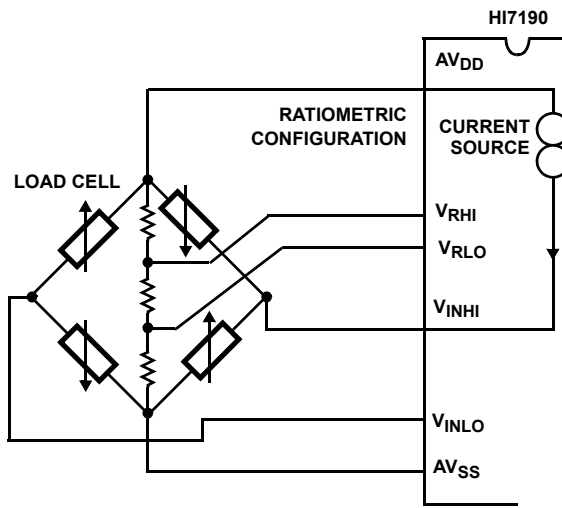 HI7190
AVDD
RATIOMETRIC
CONFIGURATION
CURRENT
SOURCE
LOAD CELL
VRHI
VRLO
VINHI
VINLO
AVSS